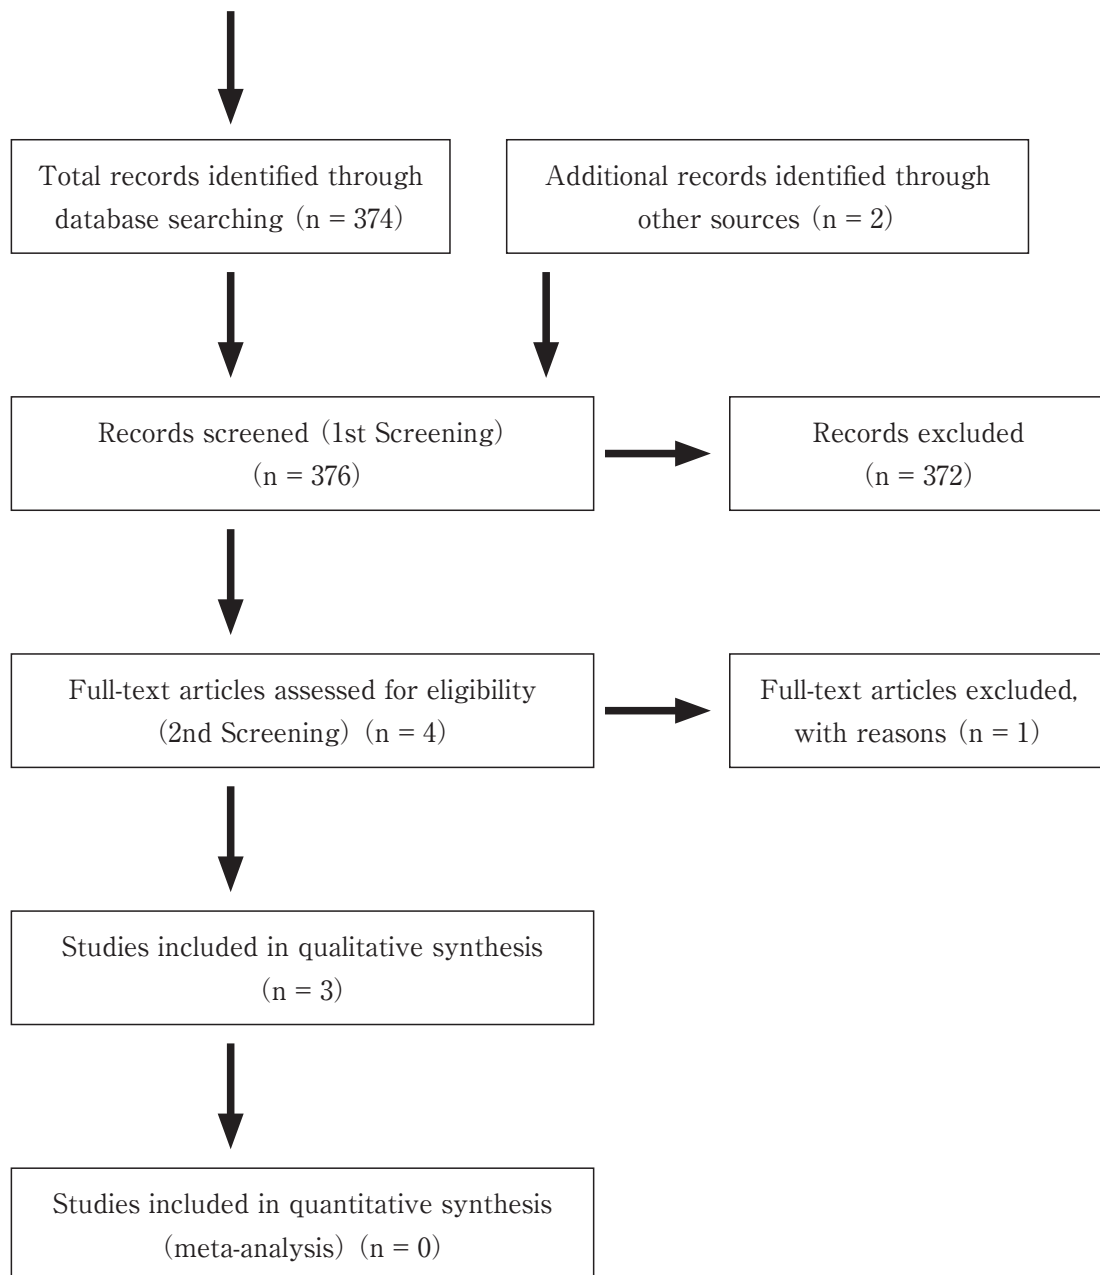 Total records identified through
database searching (n = 374)
Additional records identified through
other sources (n = 2)
Records screened (1st Screening)
(n = 376)
Records excluded
(n = 372)
Full-text articles assessed for eligibility
(2nd Screening) (n = 4)
Full-text articles excluded,
with reasons (n = 1)
Studies included in qualitative synthesis
(n = 3)
Studies included in quantitative synthesis
(meta-analysis) (n = 0)